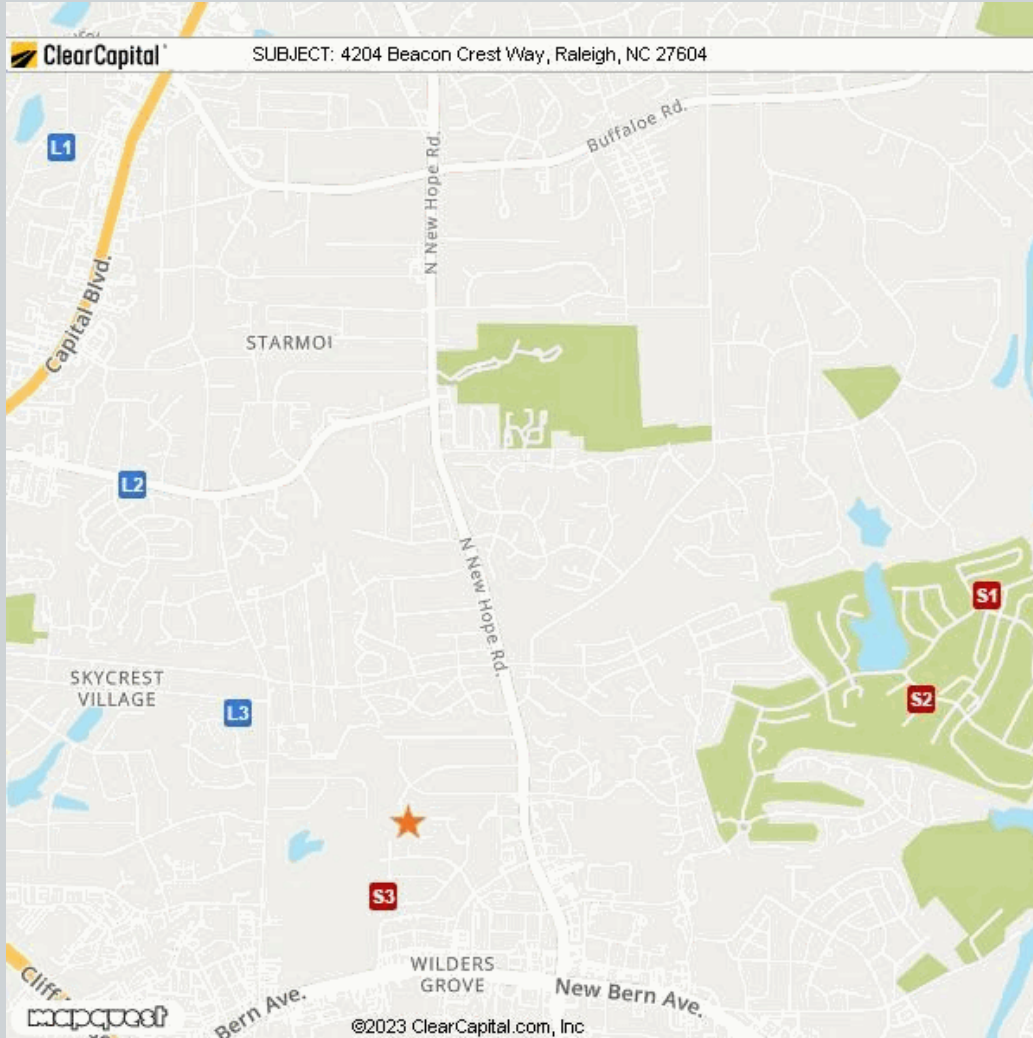 ClearCapital
SUBJECT: 4204 Beacon Crest Way, Raleigh, NC 27604
L1
Buffaloe Rd.
N New Hope Rd.
Capital Blvd.
STARMO
L2
N New Hope Rd.
S1
SKYCREST
VILLAGE
S2
L3
S3
WILDERS
GROVE
New Bern Ave.
Bern Ave.
Cliff
mapquest
©2023 ClearCapital.com, Inc